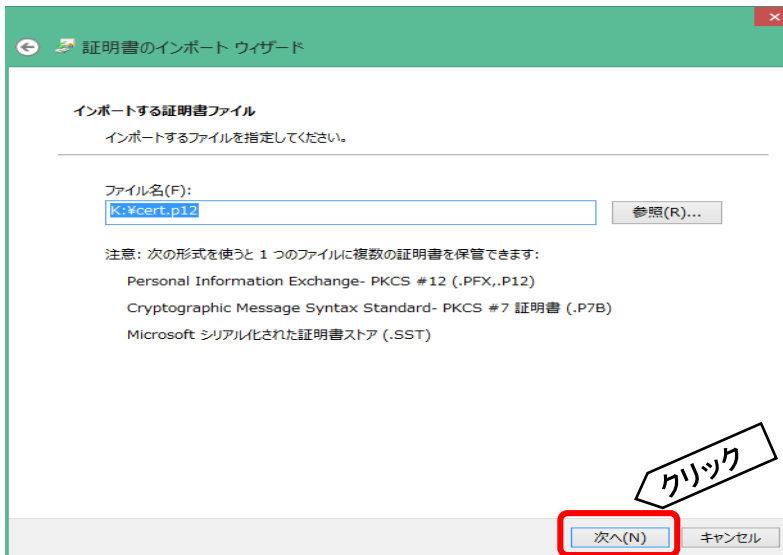 証明書のインポート ウィザード
インポートする証明書ファイル
インポートするファイルを指定してください。
ファイル名(F):
K:¥cert.p12
参照(R)...
注意: 次の形式を使うと 1 つのファイルに複数の証明書を保管できます:
Personal Information Exchange- PKCS #12 (.PFX,.P12)
Cryptographic Message Syntax Standard- PKCS #7 証明書 (.P7B)
Microsoft シリアル化された証明書ストア (.SST)
クリック
次へ(N)
キャンセル